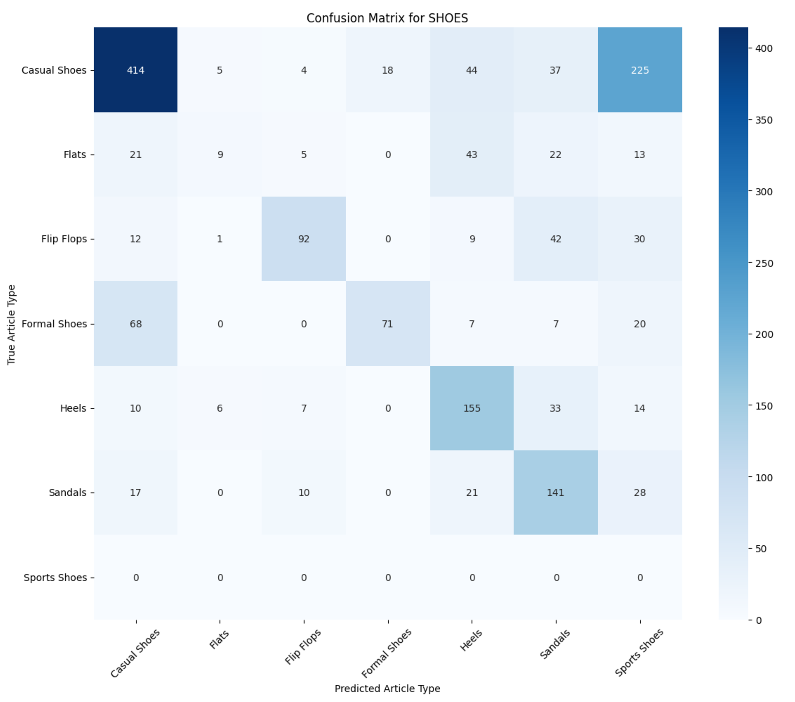 Confusion Matrix for SHOES
Casual Shoes 414 5 4 18 44 37 225
Flats 21 9 5 0 43 22 13
Flip Flops 12 1 92 0 9 42 30
Formal Shoes 68 0 0 71 7 7 20
Heels 10 6 7 0 155 33 14
Sandals 17 0 10 0 21 141 28
Sports Shoes 0 0 0 0 0 0 0
True Article Type
Casual Shoes Flats Flip Flops Formal Shoes Heels Sandals Sports Shoes
Predicted Article Type
400
350
300
250
200
150
100
50
0